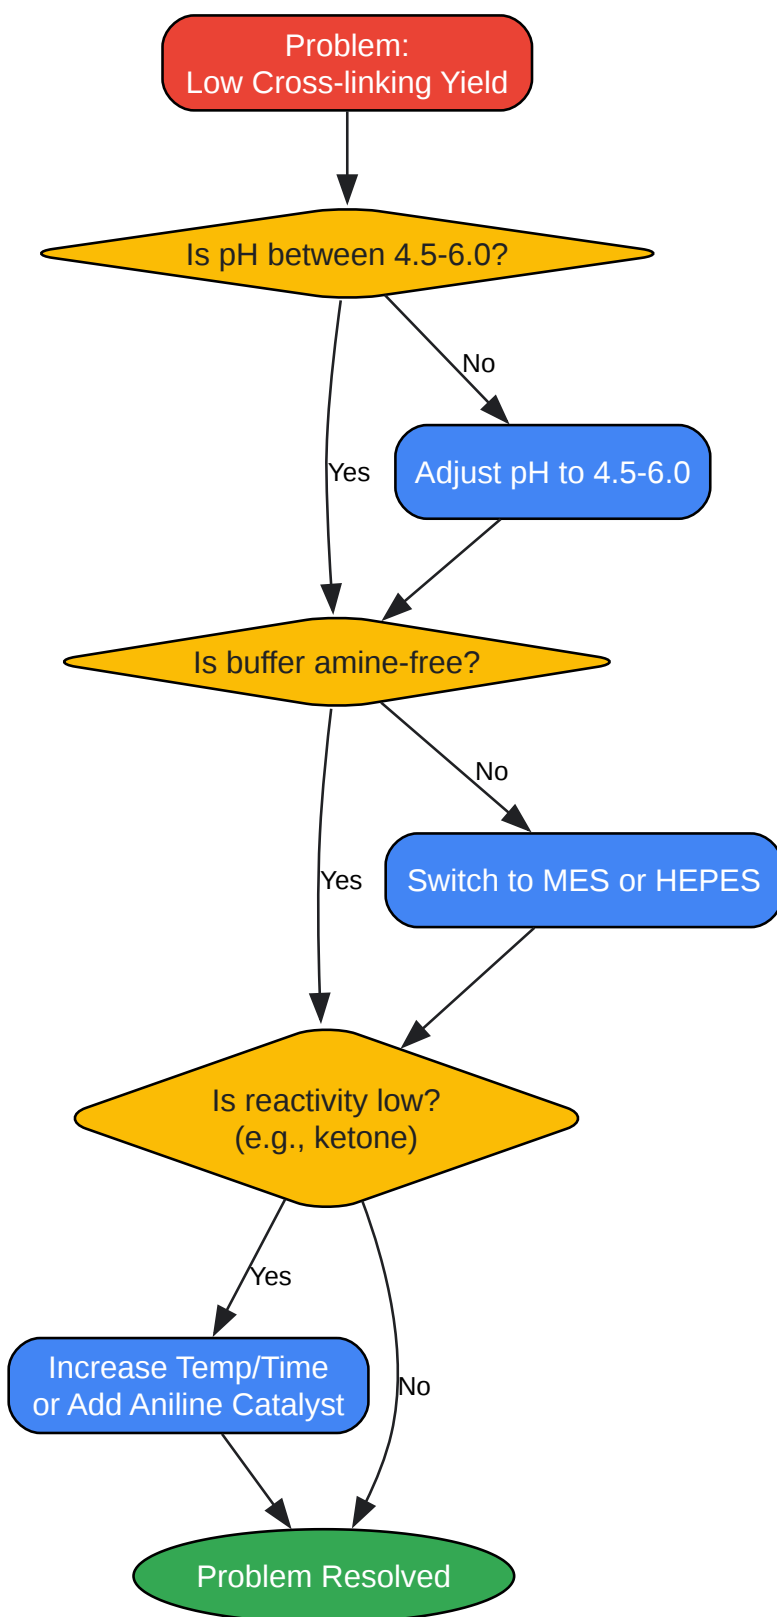 Problem:
Low Cross-linking Yield
Is pH between 4.5-6.0?
No
Yes
Adjust pH to 4.5-6.0
Is buffer amine-free?
No
Yes
Switch to MES or HEPES
Is reactivity low?
(e.g., ketone)
Yes
Increase Temp/Time
or Add Aniline Catalyst
No
Problem Resolved